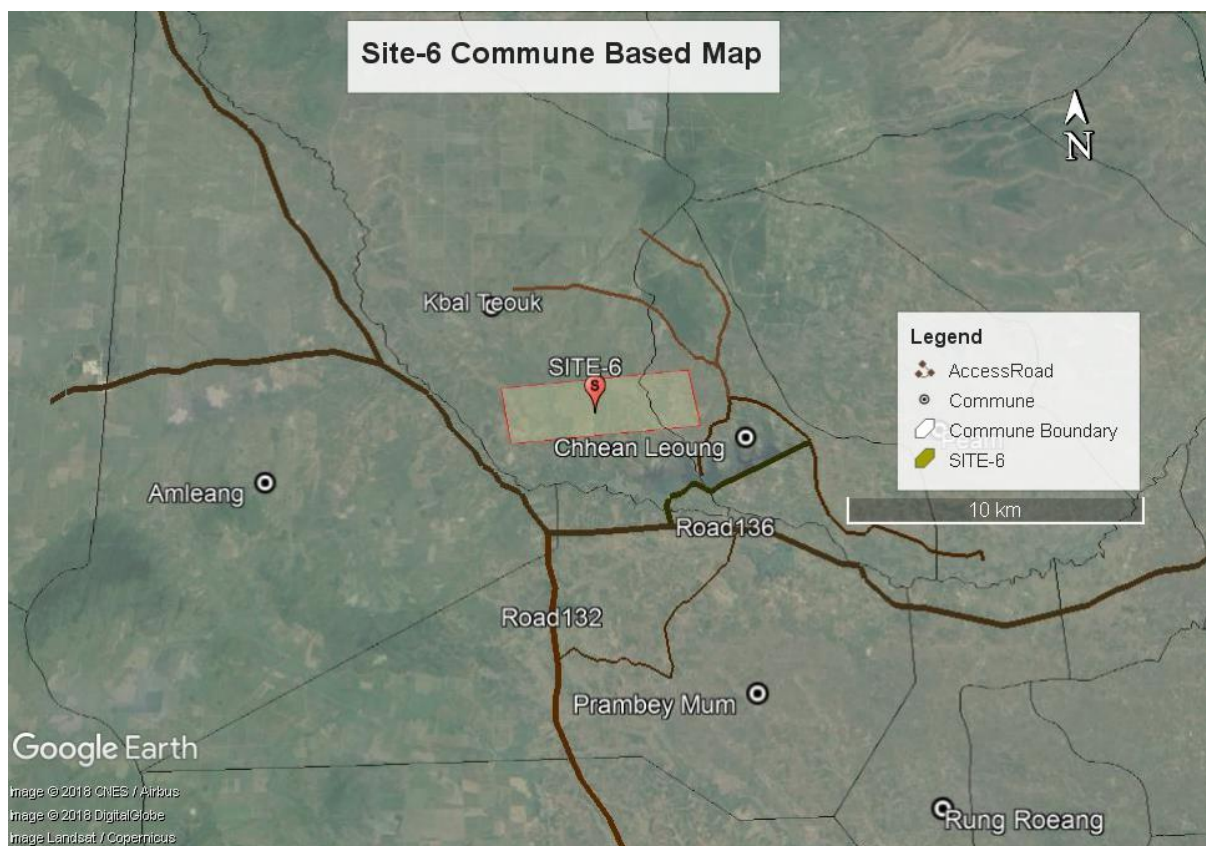 Site-6 Commune Based Map
N
Kbal Teouk
SITE-6
S
Chhean Leoung
Amleang
Road136
Road132
Prambey Mum
Rung Roeang
Legend
AccessRoad
Commune
Commune Boundary
SITE-6
10 km
Google Earth
Image © 2018 CNES / Airbus
Image © 2018 DigitalGlobe
Image Landsat / Copernicus